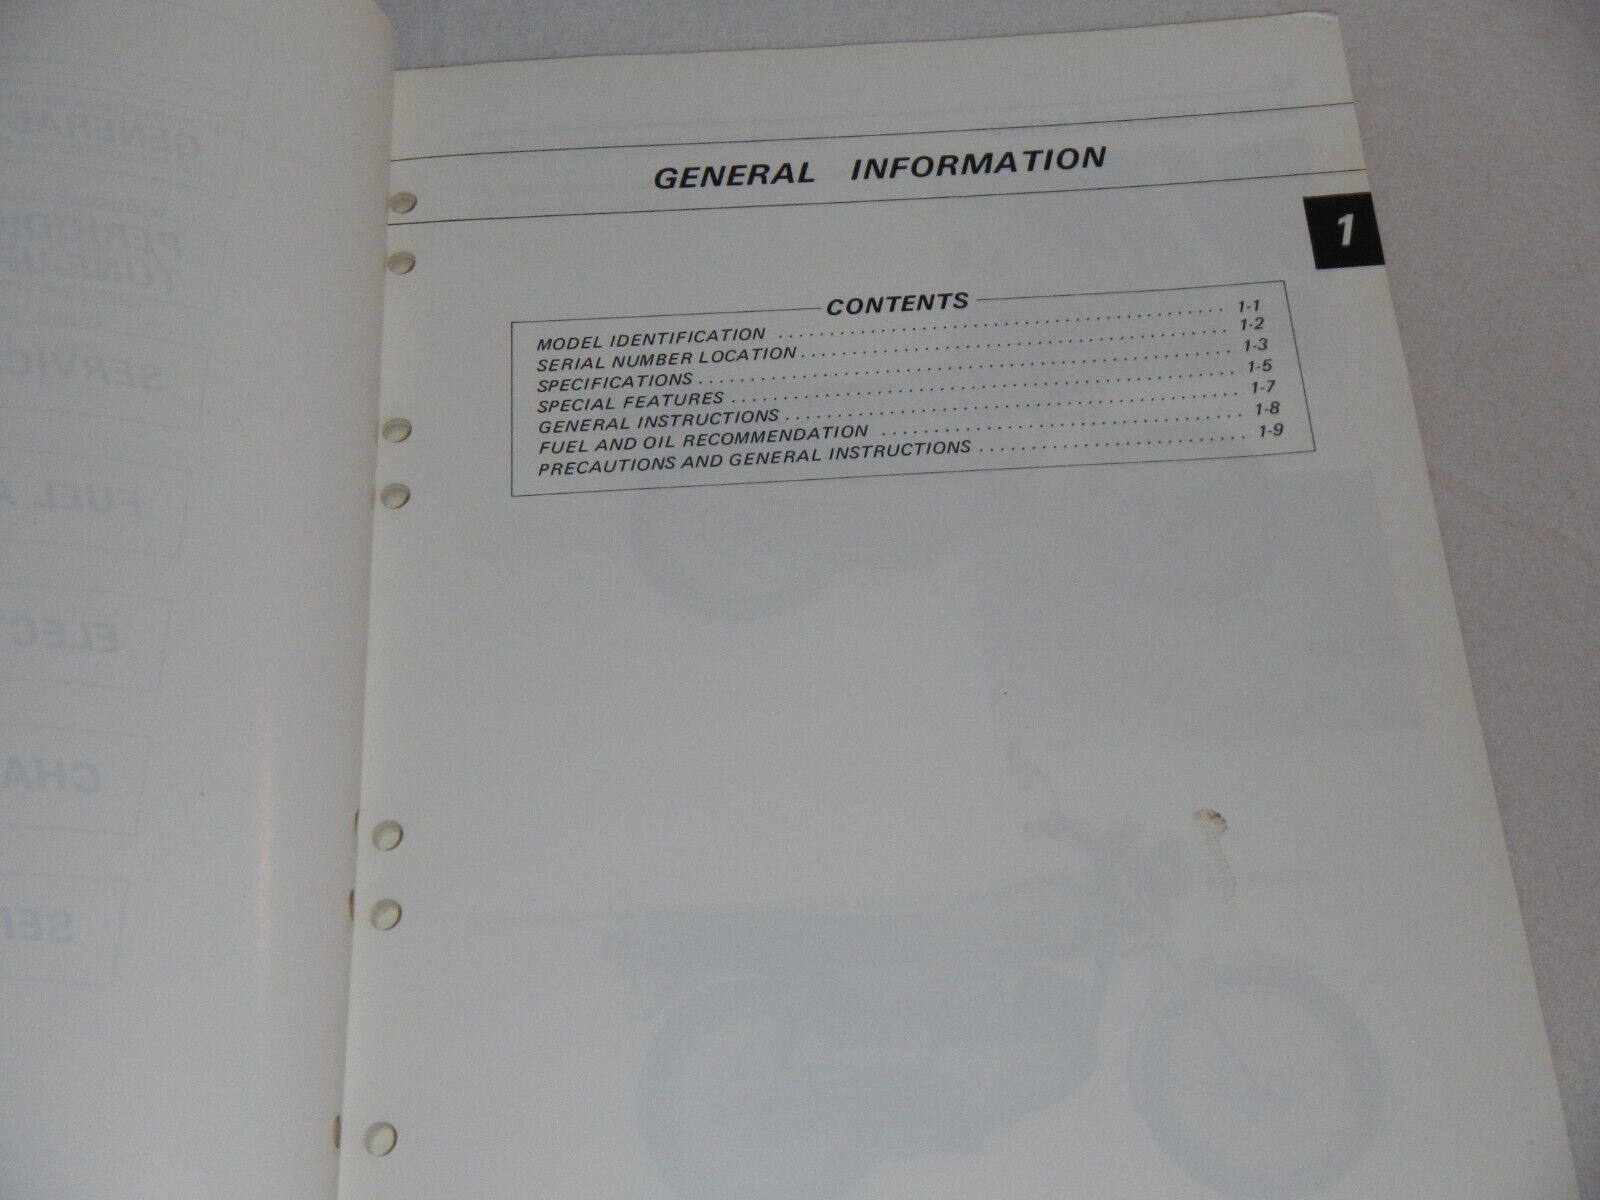 GENERAL INFORMATION
1
CONTENTS
MODEL IDENTIFICATION .......... 1-1
SERIAL NUMBER LOCATION .......... 1-2
SPECIFICATIONS .......... 1-3
SPECIAL FEATURES .......... 1-5
GENERAL INSTRUCTIONS .......... 1-7
FUEL AND OIL RECOMMENDATION .......... 1-8
PRECAUTIONS AND GENERAL INSTRUCTIONS .......... 1-9